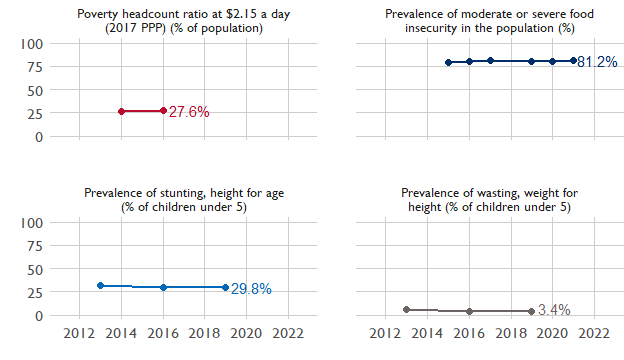 Poverty headcount ratio at $2.15 a day
(2017 PPP) (% of population)
Prevalence of moderate or severe food
insecurity in the population (%)
100
75
50
25
0
27.6%
81.2%
Prevalence of stunting, height for age
(% of children under 5)
Prevalence of wasting, weight for
height (% of children under 5)
100
75
50
25
0
29.8%
3.4%
2012 2014 2016 2018 2020 2022
2012 2014 2016 2018 2020 2022